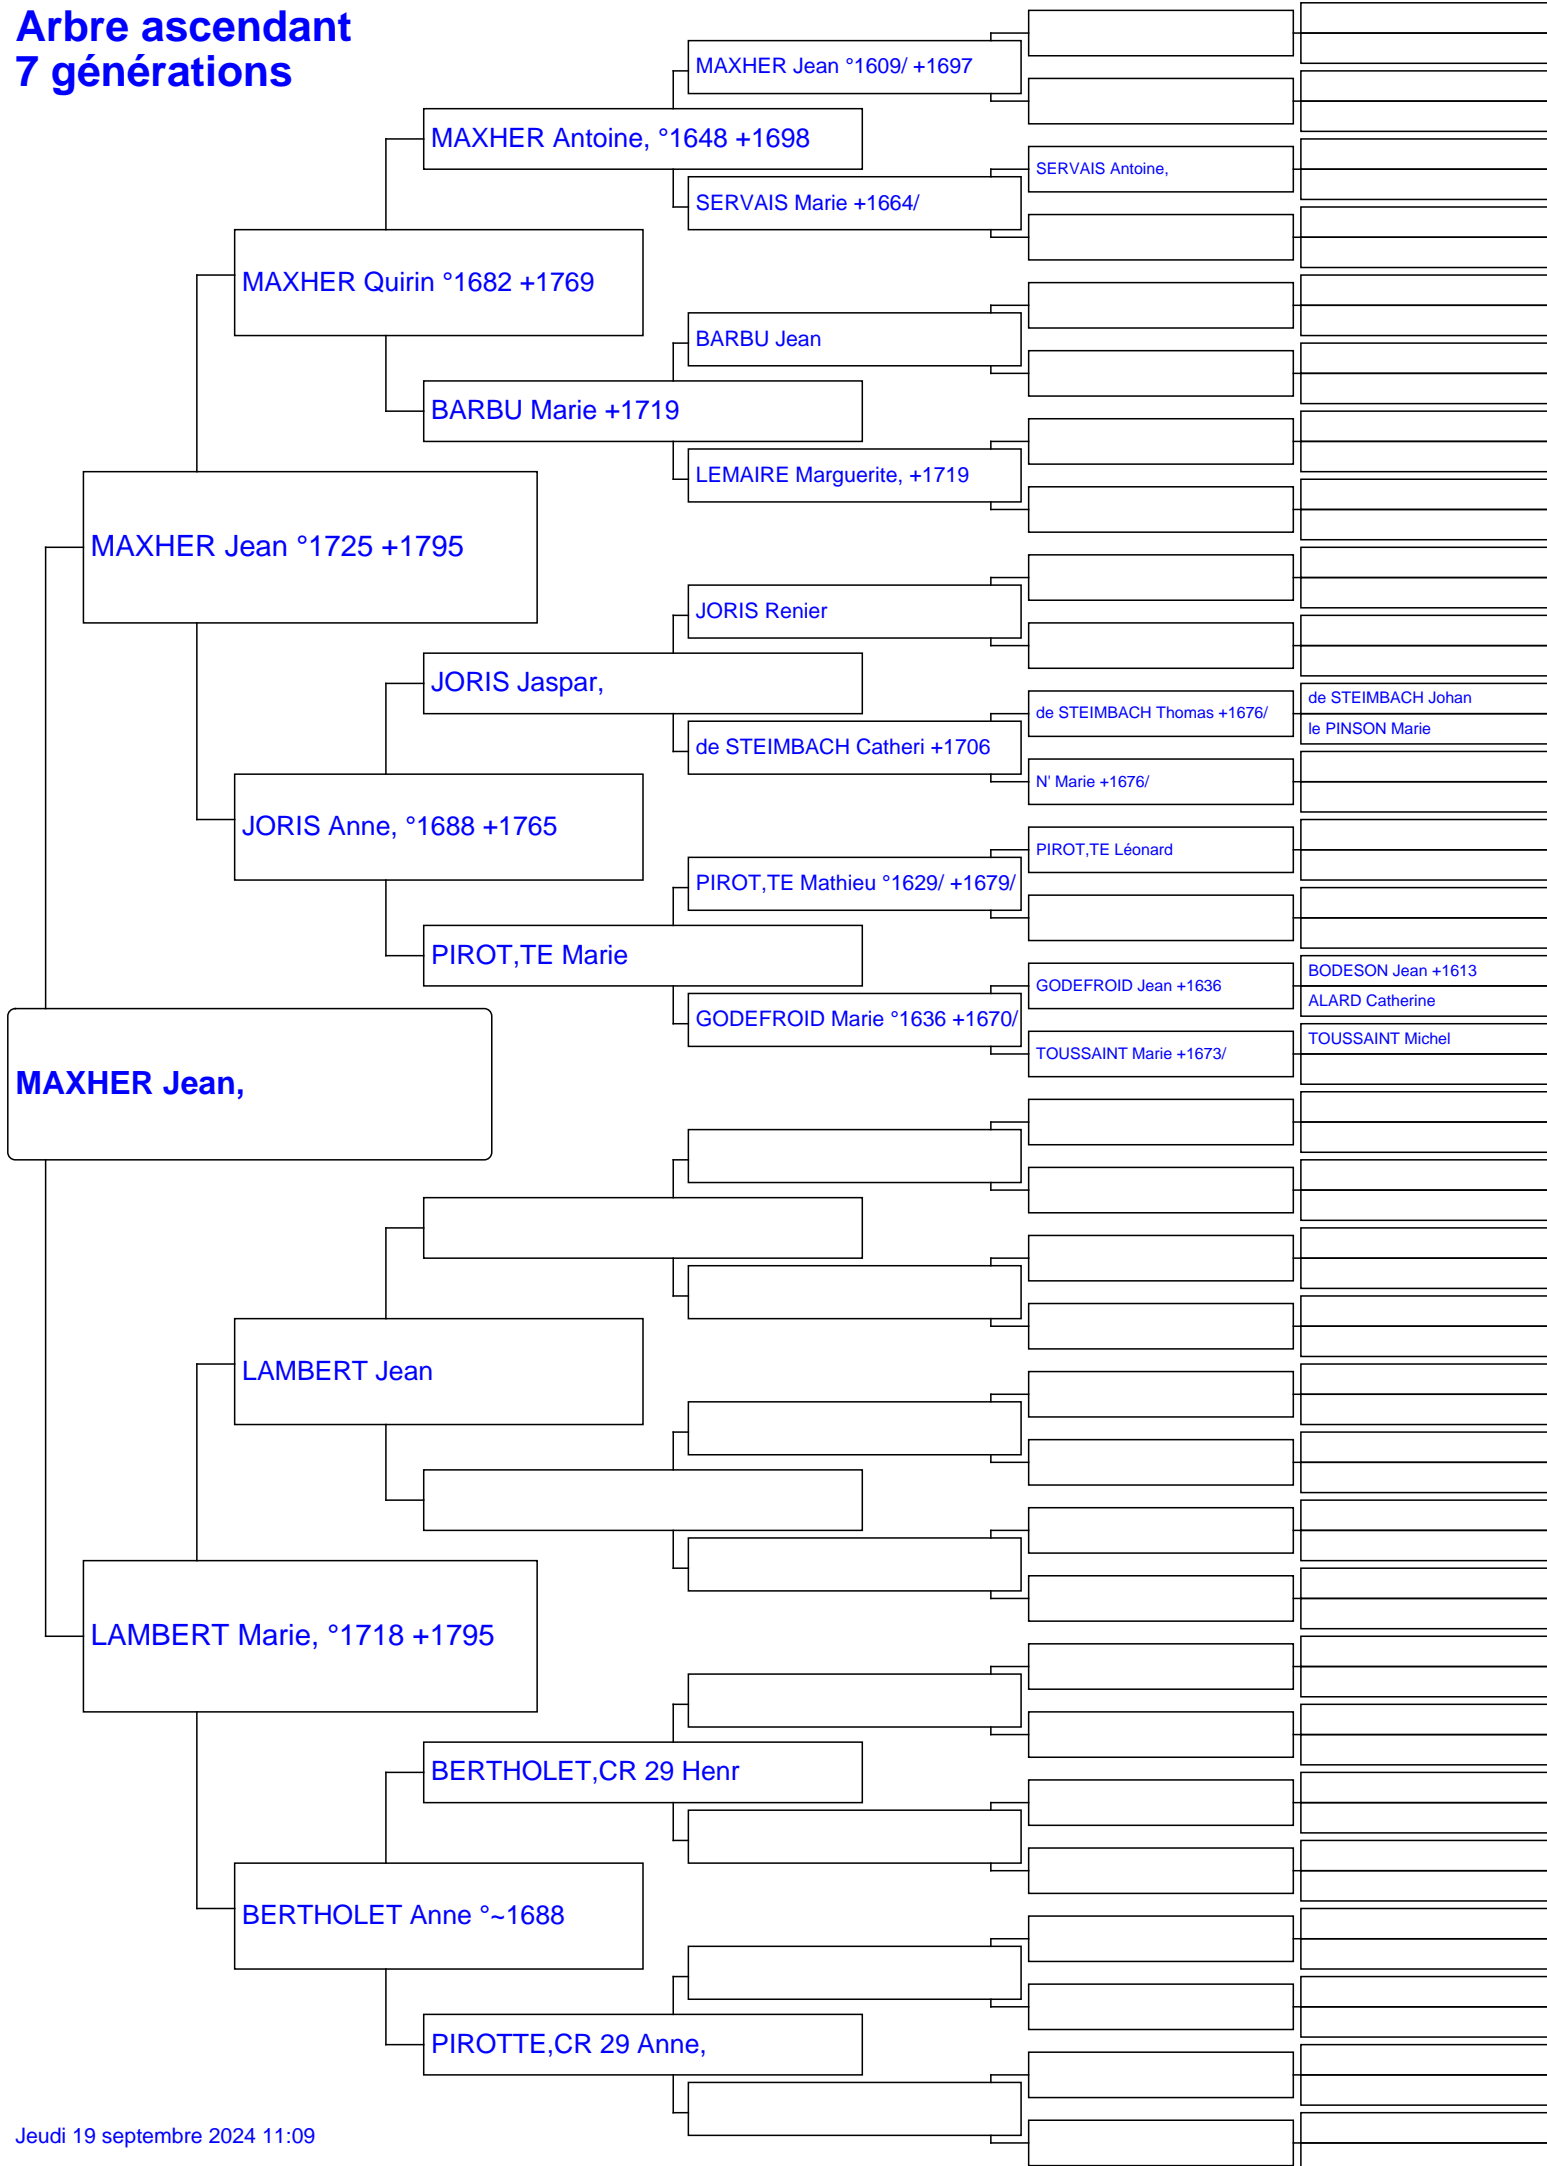 Arbre ascendant
7 générations
MAXHER Jean °1609/ +1697
MAXHER Antoine, °1648 +1698
SERVAIS Antoine,
SERVAIS Marie +1664/
MAXHER Quirin °1682 +1769
BARBU Jean
BARBU Marie +1719
LEMAIRE Marguerite, +1719
MAXHER Jean °1725 +1795
JORIS Renier
JORIS Jaspar,
de STEIMBACH Johan
de STEIMBACH Thomas +1676/
le PINSON Marie
de STEIMBACH Catheri +1706
N' Marie +1676/
JORIS Anne, °1688 +1765
PIROT,TE Léonard
PIROT,TE Mathieu °1629/ +1679/
PIROT,TE Marie
BODESON Jean +1613
GODEFROID Jean +1636
ALARD Catherine
GODEFROID Marie °1636 +1670/
TOUSSAINT Michel
TOUSSAINT Marie +1673/
MAXHER Jean,
LAMBERT Jean
LAMBERT Marie, °1718 +1795
BERTHOLET,CR 29 Henr
BERTHOLET Anne °~1688
PIROTTE,CR 29 Anne,
Jeudi 19 septembre 2024 11:09